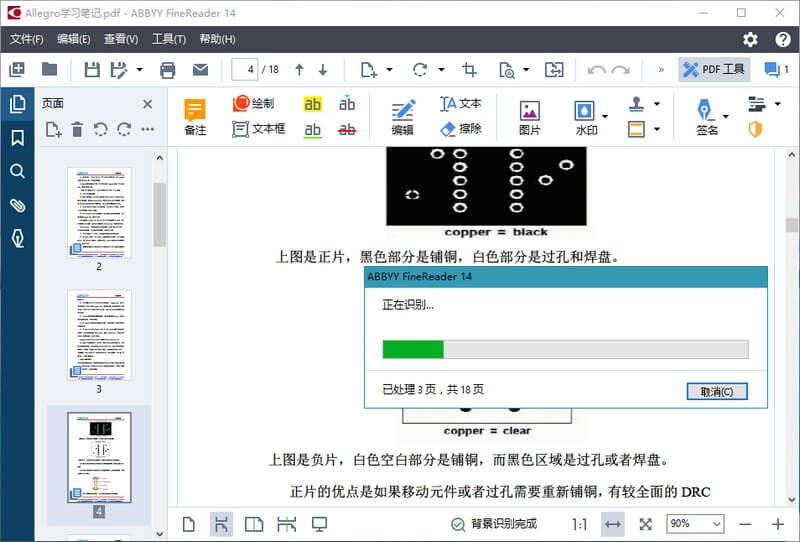 Allegro学习笔记.pdf - ABBYY FineReader 14
文件(F) 编辑(E) 查看(V) 工具(T) 帮助(H)
4 / 18 » PDF 工具 1
页面
备注 绘制 文本框 ab ab ab ab 编辑 文本 擦除 图片 水印 签名
copper = black
上图是正片，黑色部分是铺铜，白色部分是过孔和焊盘。
ABBYY FineReader 14
正在识别...
已处理 3 页，共 18 页
取消(C)
copper = clear
上图是负片，白色空白部分是铺铜，而黑色区域是过孔或者焊盘。
正片的优点是如果移动元件或者过孔需要重新铺铜，有较全面的 DRC
2
3
4
背景识别完成 1:1 90%